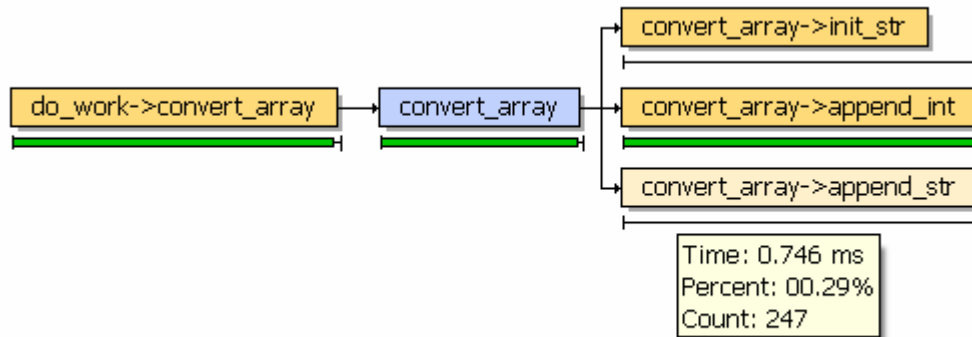 convert_array->init_str
do_work->convert_array
convert_array
convert_array->append_int
convert_array->append_str
Time: 0.746 ms
Percent: 00.29%
Count: 247